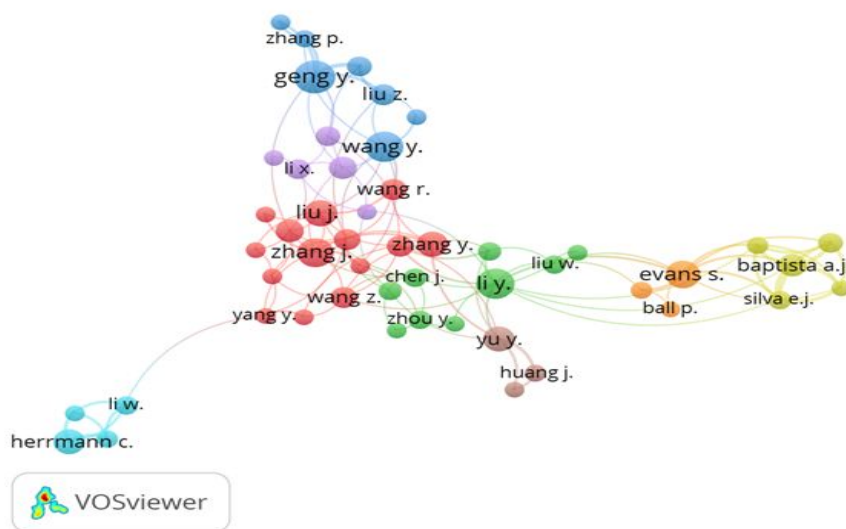 zhang p.
geng y.
liu z.
wang y.
li x.
wang r.
liu j.
zhang j.
zhang y.
chen j.
li y.
liu w.
evans s.
baptista a.j.
silva e.j.
ball p.
wang z.
yang y.
zhou y.
yu y.
huang j.
li w.
herrmann c.
VOSviewer